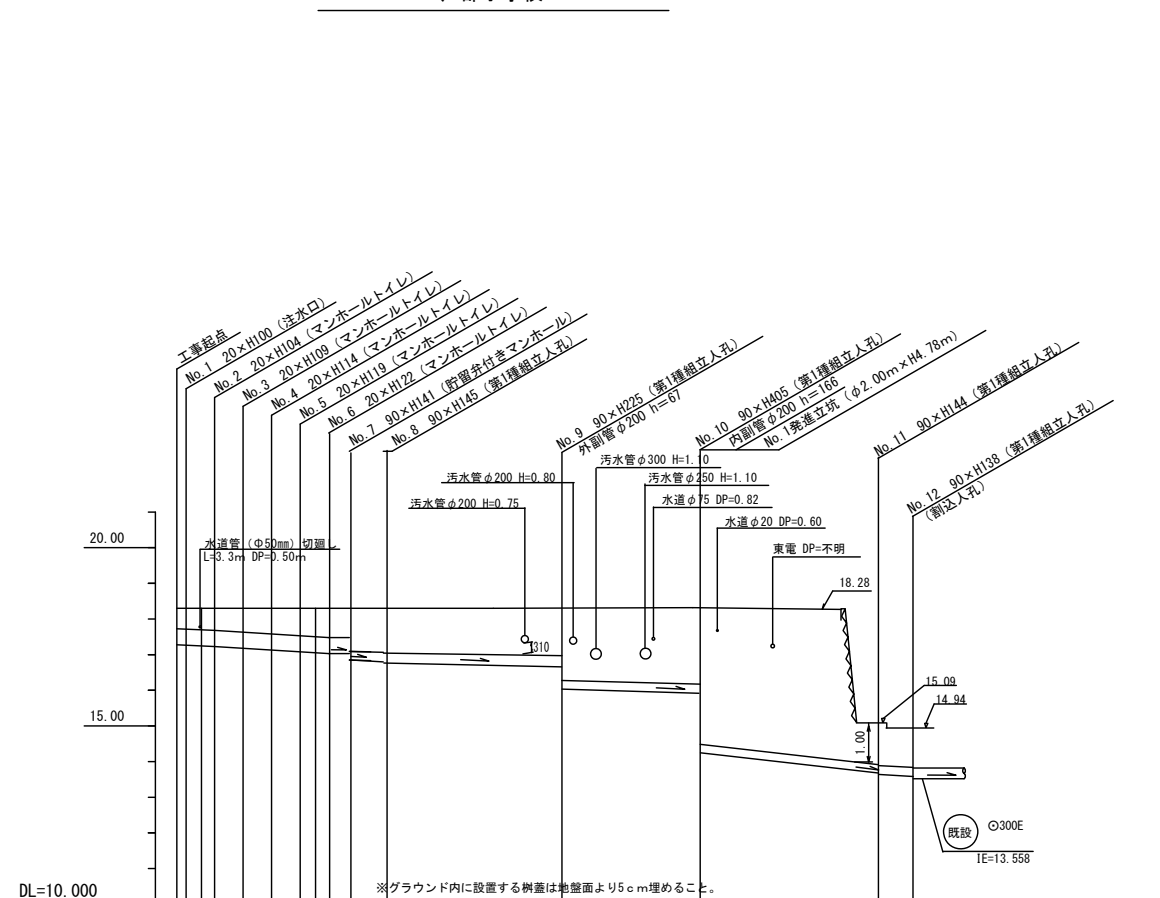 工事起点
No.1 20×H100（注水口）
No.2 20×H104（マンホールトイレ）
No.3 20×H109（マンホールトイレ）
No.4 20×H114（マンホールトイレ）
No.5 20×H119（マンホールトイレ）
No.6 20×H122（マンホールトイレ）
No.7 90×H141（貯留弁付きマンホール）
No.8 90×H145（第1種組立人孔）
No.9 90×H225（第1種組立人孔）
外副管φ200 h=67
No.10 90×H405（第1種組立人孔）
内副管φ200 h=166
No.1発進立坑（φ2.00m×H4.78m）
No.11 90×H144（第1種組立人孔）
No.12 90×H138（第1種組立人孔）
（割込人孔）
汚水管φ300 H=1.10
汚水管φ200 H=0.80
汚水管φ250 H=1.10
汚水管φ200 H=0.75
水道φ75 DP=0.82
水道φ20 DP=0.60
東電 DP=不明
20.00
水道管（Φ50mm）切廻し
L=3.3m DP=0.50m
18.28
310
15.09
14.94
15.00
1.00
既設
⊙300E
IE=13.558
DL=10.000
※グラウンド内に設置する桝蓋は地盤面より5cm埋めること。